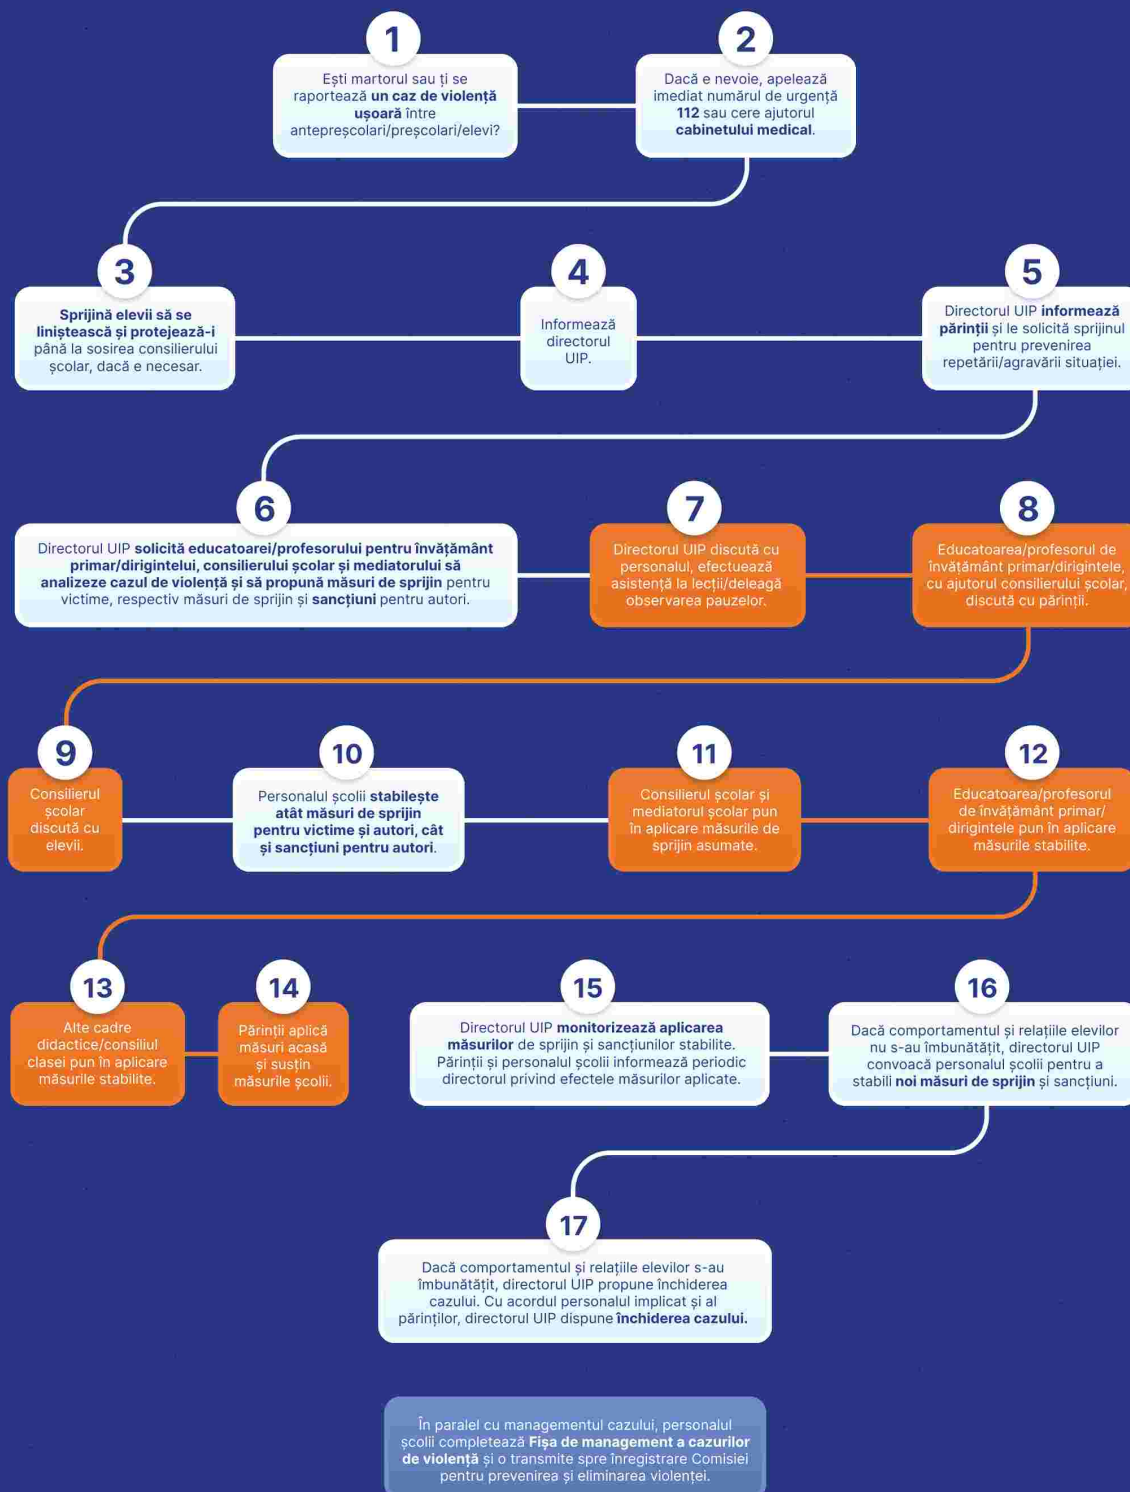 1
Ești martorul sau ți se
raportează un caz de violență
ușoară între
antepreșcolari/preșcolari/elevi?
2
Dacă e nevoie, apelează
imediat numărul de urgență
112 sau cere ajutorul
cabinetului medical.
3
Sprijină elevii să se
liniștească și protejează-i
până la sosirea consilierului
școlar, dacă e necesar.
4
Informează
directorul
UIP.
5
Directorul UIP informează
părinții și le solicită sprijinul
pentru prevenirea
repetării/agravării situației.
6
Directorul UIP solicită educatoarei/profesorului pentru învățământ
primar/dirigintelui, consilierului școlar și mediatorului să
analizeze cazul de violență și să propună măsuri de sprijin pentru
victime, respectiv măsuri de sprijin și sancțiuni pentru autori.
7
Directorul UIP discută cu
personalul, efectuează
asistență la lecții/deleagă
observarea pauzelor.
8
Educatoarea/profesorul de
învățământ primar/dirigintele,
cu ajutorul consilierului școlar,
discută cu părinții.
9
Consilierul
școlar
discută cu
elevii.
10
Personalul școlii stabilește
atât măsuri de sprijin
pentru victime și autori, cât
și sancțiuni pentru autori.
11
Consilierul școlar și
mediatorul școlar pun
în aplicare măsurile de
sprijin asumate.
12
Educatoarea/profesorul
de învățământ primar/
dirigintele pun în aplicare
măsurile stabilite.
13
Alte cadre
didactice/consiliul
clasei pun în aplicare
măsurile stabilite.
14
Părinții aplică
măsuri acasă
și susțin
măsurile școlii.
15
Directorul UIP monitorizează aplicarea
măsurilor de sprijin și sancțiunilor stabilite.
Părinții și personalul școlii informează periodic
directorul privind efectele măsurilor aplicate.
16
Dacă comportamentul și relațiile elevilor
nu s-au îmbunătățit, directorul UIP
convoacă personalul școlii pentru a
stabili noi măsuri de sprijin și sancțiuni.
17
Dacă comportamentul și relațiile elevilor s-au
îmbunătățit, directorul UIP propune închiderea
cazului. Cu acordul personalului implicat și al
părinților, directorul UIP dispune închiderea cazului.
În paralel cu managementul cazului, personalul
școlii completează Fișa de management a cazurilor
de violență și o transmite spre înregistrare Comisiei
pentru prevenirea și eliminarea violenței.